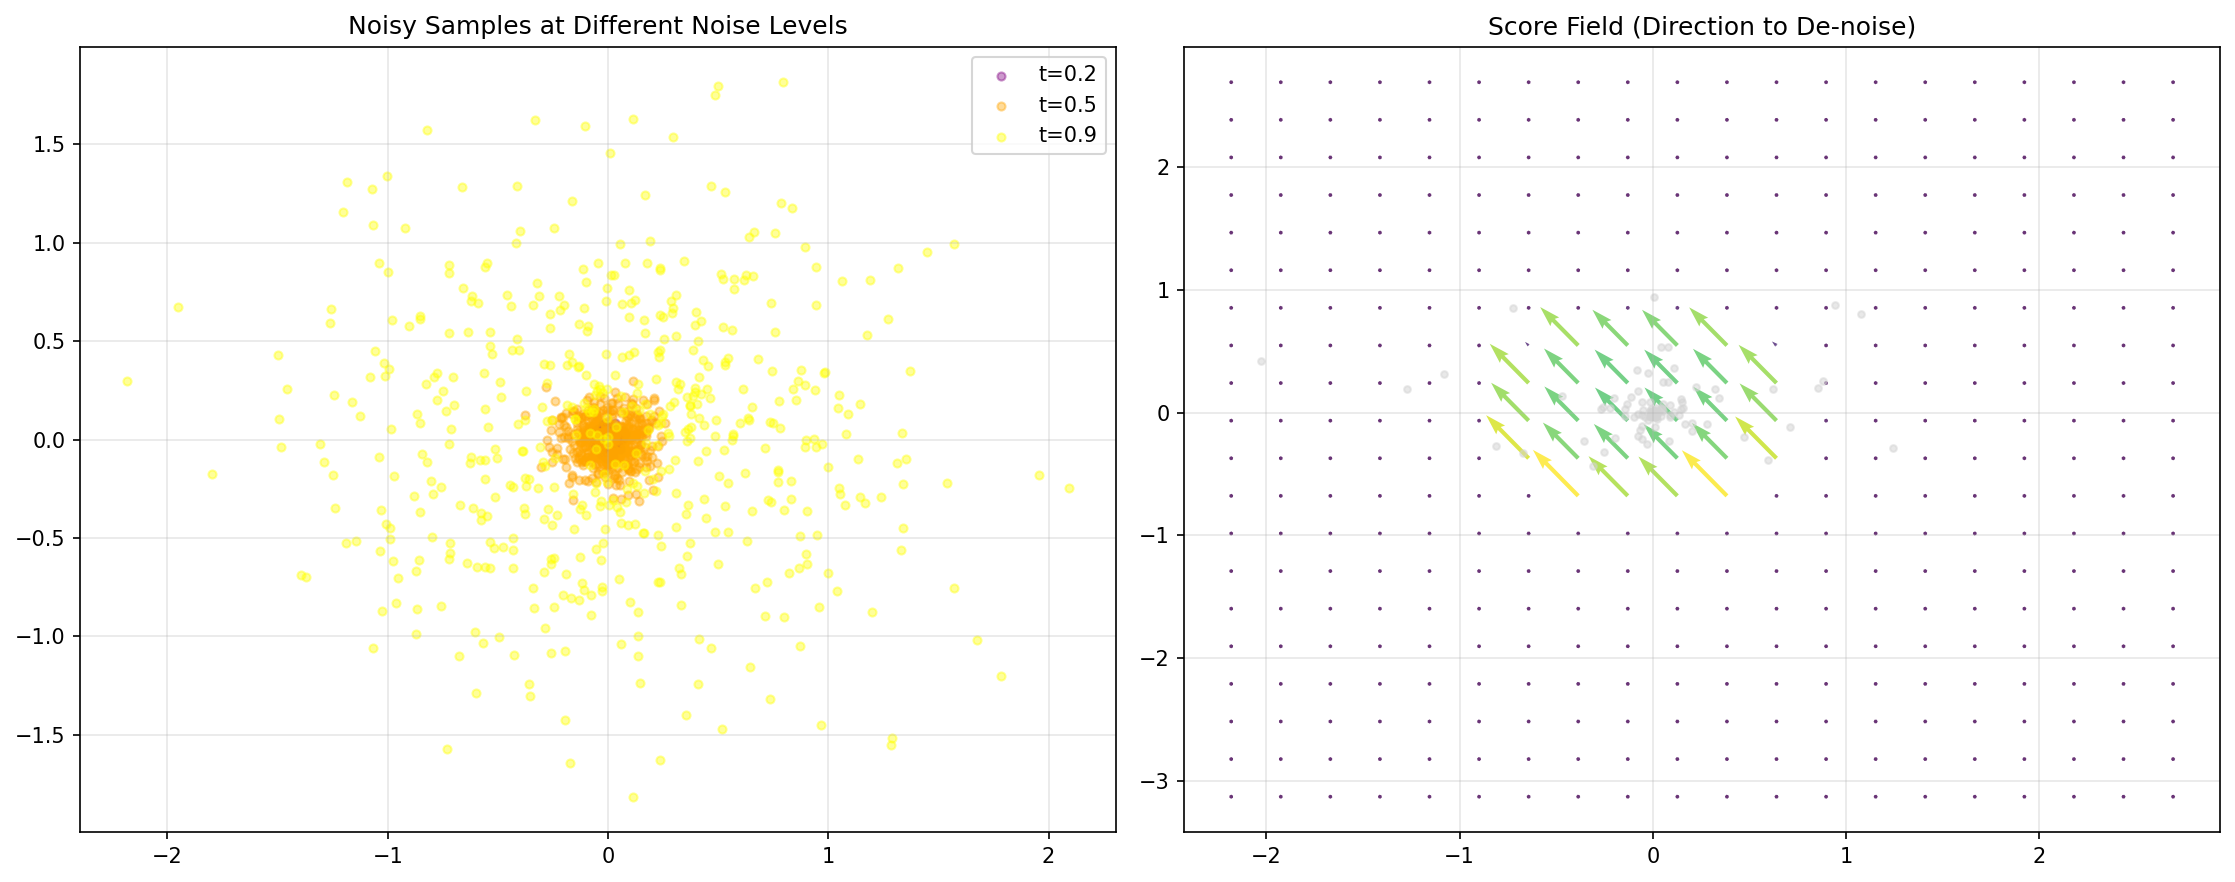 Noisy Samples at Different Noise Levels
t=0.2
t=0.5
t=0.9
1.5
1.0
0.5
0.0
−0.5
−1.0
−1.5
−2 −1 0 1 2
Score Field (Direction to De-noise)
2
1
0
−1
−2
−3
−2 −1 0 1 2